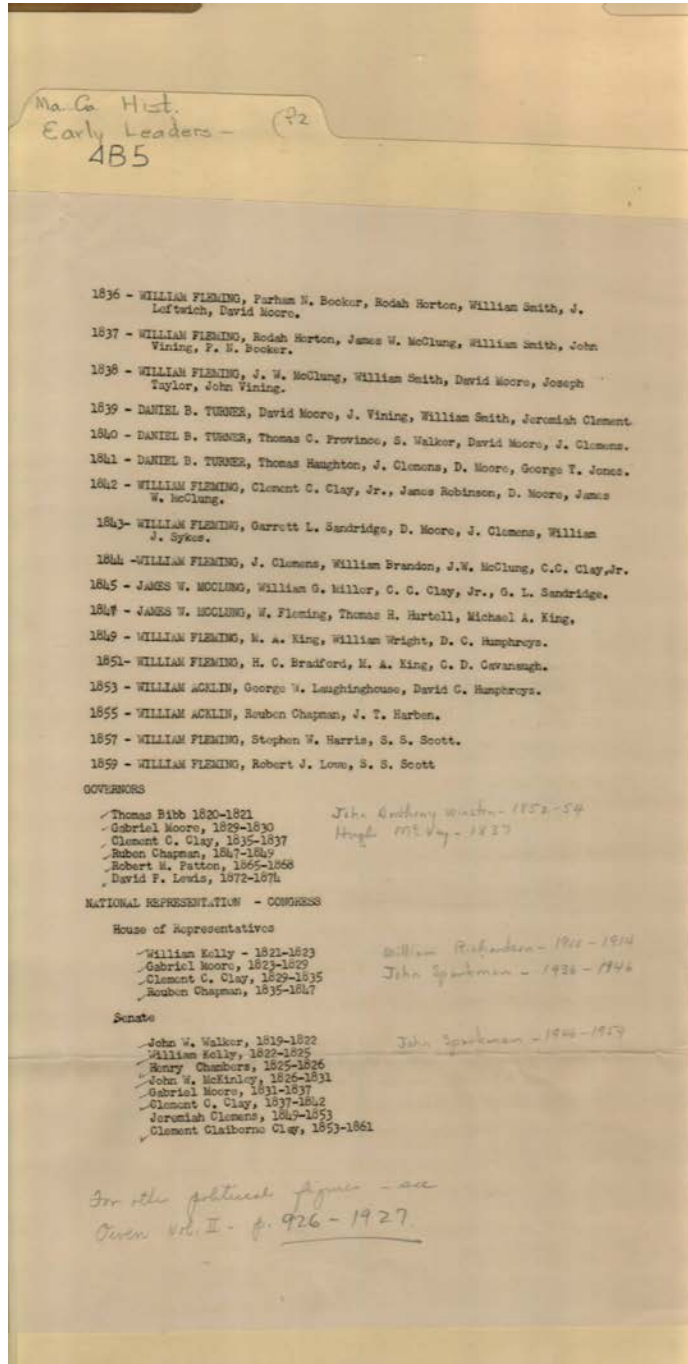 Ma. Co. Hist.
Early Leaders - (P2
4B5
1836 - WILLIAM FLEMING, Parham N. Booker, Rodah Horton, William Smith, J.
Leftwich, David Moore.
1837 - WILLIAM FLEMING, Rodah Horton, James W. McClung, William Smith, John
Vining, P. N. Booker.
1838 - WILLIAM FLEMING, J. W. McClung, William Smith, David Moore, Joseph
Taylor, John Vining.
1839 - DANIEL B. TURNER, David Moore, J. Vining, William Smith, Jeremiah Clement
1840 - DANIEL B. TURNER, Thomas C. Province, S. Walker, David Moore, J. Clemens.
1841 - DANIEL B. TURNER, Thomas Haughton, J. Clemens, D. Moore, George T. Jones.
1842 - WILLIAM FLEMING, Clement C. Clay, Jr., James Robinson, D. Moore, James
W. McClung.
1843- WILLIAM FLEMING, Garrett L. Sandridge, D. Moore, J. Clemens, William
J. Sykes.
1844 -WILLIAM FLEMING, J. Clemens, William Brandon, J.W. McClung, C.C. Clay,Jr.
1845 - JAMES W. MCCLUNG, William G. Miller, C. C. Clay, Jr., G. L. Sandridge.
1847 - JAMES W. MCCLUNG, W. Fleming, Thomas H. Hartell, Michael A. King,
1849 - WILLIAM FLEMING, M. A. King, William Wright, D. C. Humphreys.
1851- WILLIAM FLEMING, H. C. Bradford, M. A. King, C. D. Cavanaugh.
1853 - WILLIAM ACKLIN, George W. Laughinghouse, David C. Humphreys.
1855 - WILLIAM ACKLIN, Reuben Chapman, J. T. Harben.
1857 - WILLIAM FLEMING, Stephen W. Harris, S. S. Scott.
1859 - WILLIAM FLEMING, Robert J. Lowe, S. S. Scott
GOVERNORS
Thomas Bibb 1820-1821 John Anthony Winston - 1852-54
Gabriel Moore, 1829-1830 Hugh McVay - 1837
Clement C. Clay, 1835-1837
Ruben Chapman, 1847-1849
Robert M. Patton, 1865-1868
David P. Lewis, 1872-1874
NATIONAL REPRESENTATION - CONGRESS
House of Representatives
William Kelly - 1821-1823 William Richardson - 1900-1914
Gabriel Moore, 1823-1829 John Sparkman - 1936-1946
Clement C. Clay, 1829-1835
Reuben Chapman, 1835-1847
Senate
John W. Walker, 1819-1822 John Sparkman - 1946-1954
William Kelly, 1822-1825
Henry Chambers, 1825-1826
John W. McKinley, 1826-1831
Gabriel Moore, 1831-1837
Clement C. Clay, 1837-1842
Jeremiah Clemens, 1849-1853
Clement Claiborne Clay, 1853-1861
For othe political figures - see
Owen Vol. II - p. 926 - 1927